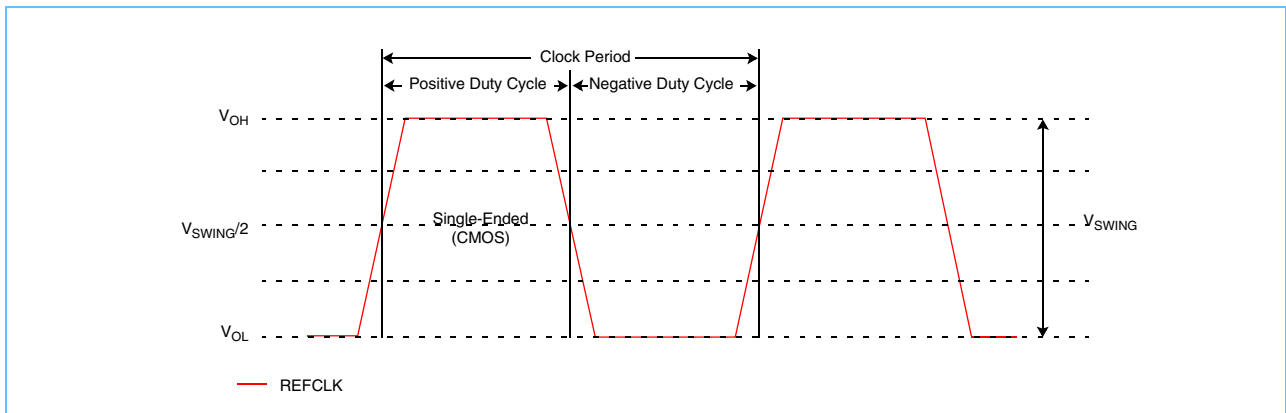 Clock Period
Positive Duty Cycle
Negative Duty Cycle
VOH
VSWING/2
Single-Ended
(CMOS)
VSWING
VOL
REFCLK